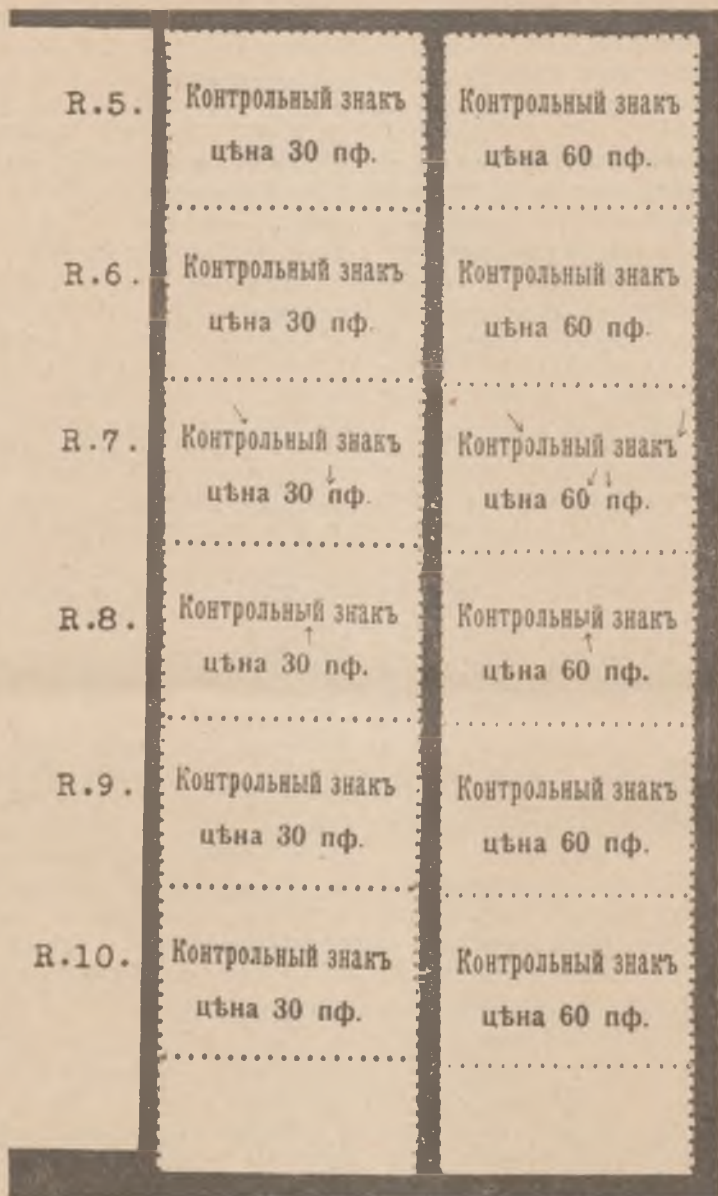 R.5. Контрольный знакъ Контрольный знакъ
цѣна 30 пф. цѣна 60 пф.
R.6. Контрольный знакъ Контрольный знакъ
цѣна 30 пф. цѣна 60 пф.
R.7. Контрольный знакъ Контрольный знакъ
цѣна 30 пф. цѣна 60 пф.
R.8. Контрольный знакъ Контрольный знакъ
цѣна 30 пф. цѣна 60 пф.
R.9. Контрольный знакъ Контрольный знакъ
цѣна 30 пф. цѣна 60 пф.
R.10. Контрольный знакъ Контрольный знакъ
цѣна 30 пф. цѣна 60 пф.